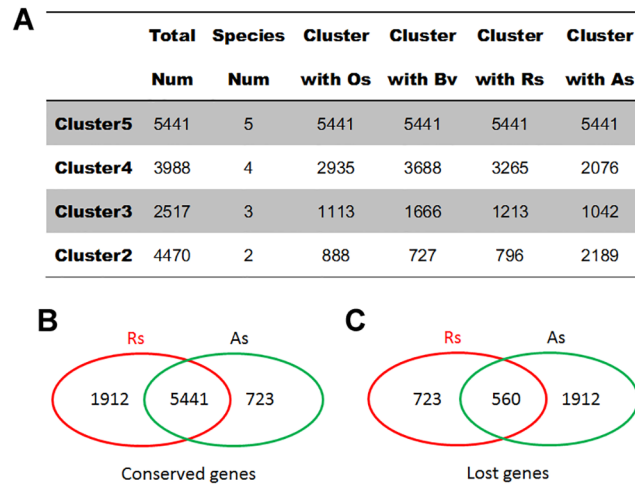 A
Total Num Species Num Cluster with Os Cluster with Bv Cluster with Rs Cluster with As
Cluster5 5441 5 5441 5441 5441 5441
Cluster4 3988 4 2935 3688 3265 2076
Cluster3 2517 3 1113 1666 1213 1042
Cluster2 4470 2 888 727 796 2189
B
Rs As
1912 5441 723
Conserved genes
C
Rs As
723 560 1912
Lost genes